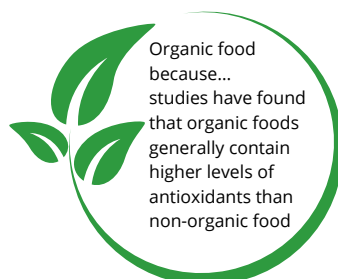 Organic food
because...
studies have found
that organic foods
generally contain
higher levels of
antioxidants than
non-organic food